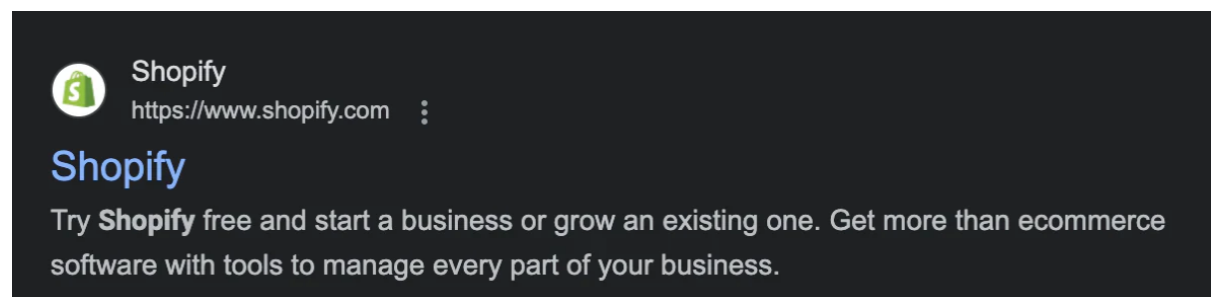 Shopify
https://www.shopify.com
Shopify
Try Shopify free and start a business or grow an existing one. Get more than ecommerce
software with tools to manage every part of your business.